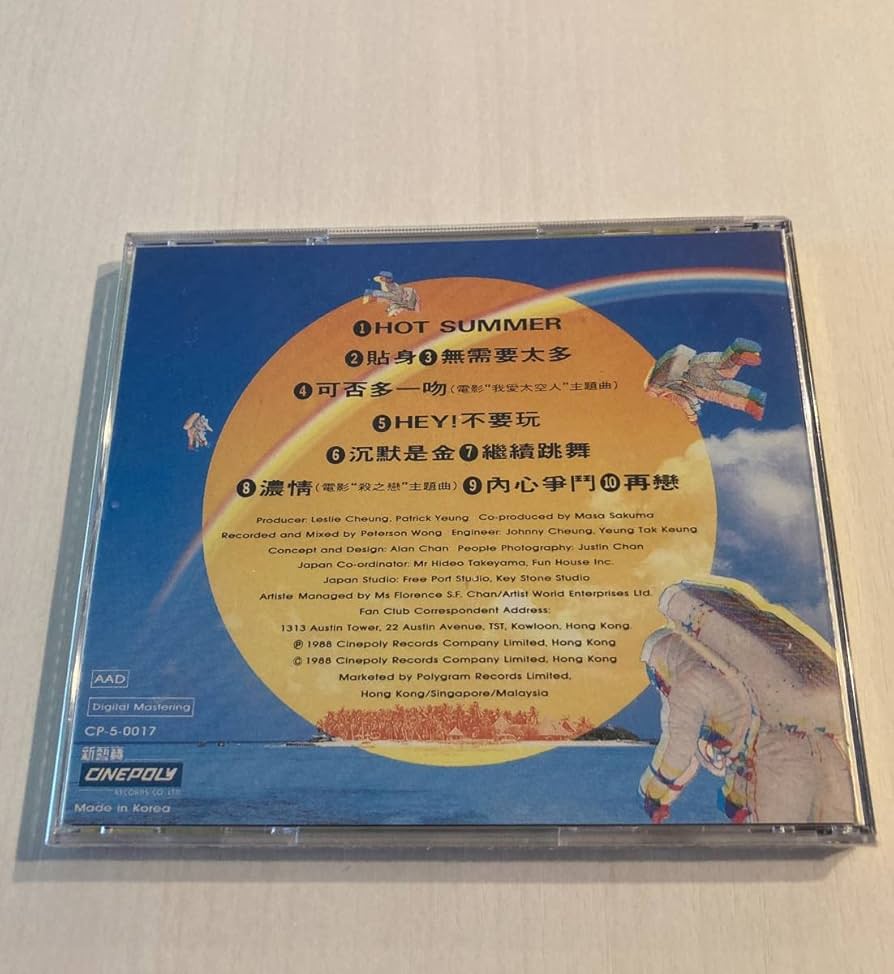 ❶HOT SUMMER
❷貼身❸無需要太多
❹可否多一吻(電影“我愛太空人”主題曲)
❺HEY!不要玩
❻沉默是金❼繼續跳舞
❽濃情(電影“殺之戀”主題曲)❾內心爭鬥❿再戀
Producer: Leslie Cheung, Patrick Yeung Co-produced by Masa Sakuma
Recorded and Mixed by Peterson Wong Engineer: Johnny Cheung, Yeung Tak Keung
Concept and Design: Alan Chan People Photography: Justin Chan
Japan Co-ordinator: Mr Hideo Takeyama, Fun House Inc.
Japan Studio: Free Port Studio, Key Stone Studio
Artiste Managed by Ms Florence S.F. Chan/Artist World Enterprises Ltd.
Fan Club Correspondent Address:
1313 Austin Tower, 22 Austin Avenue, TST, Kowloon, Hong Kong.
℗ 1988 Cinepoly Records Company Limited, Hong Kong
© 1988 Cinepoly Records Company Limited, Hong Kong
Marketed by Polygram Records Limited,
Hong Kong/Singapore/Malaysia
AAD
Digital Mastering
CP-5-0017
新藝寶
CINEPOLY
RECORDS CO. LTD
Made in Korea